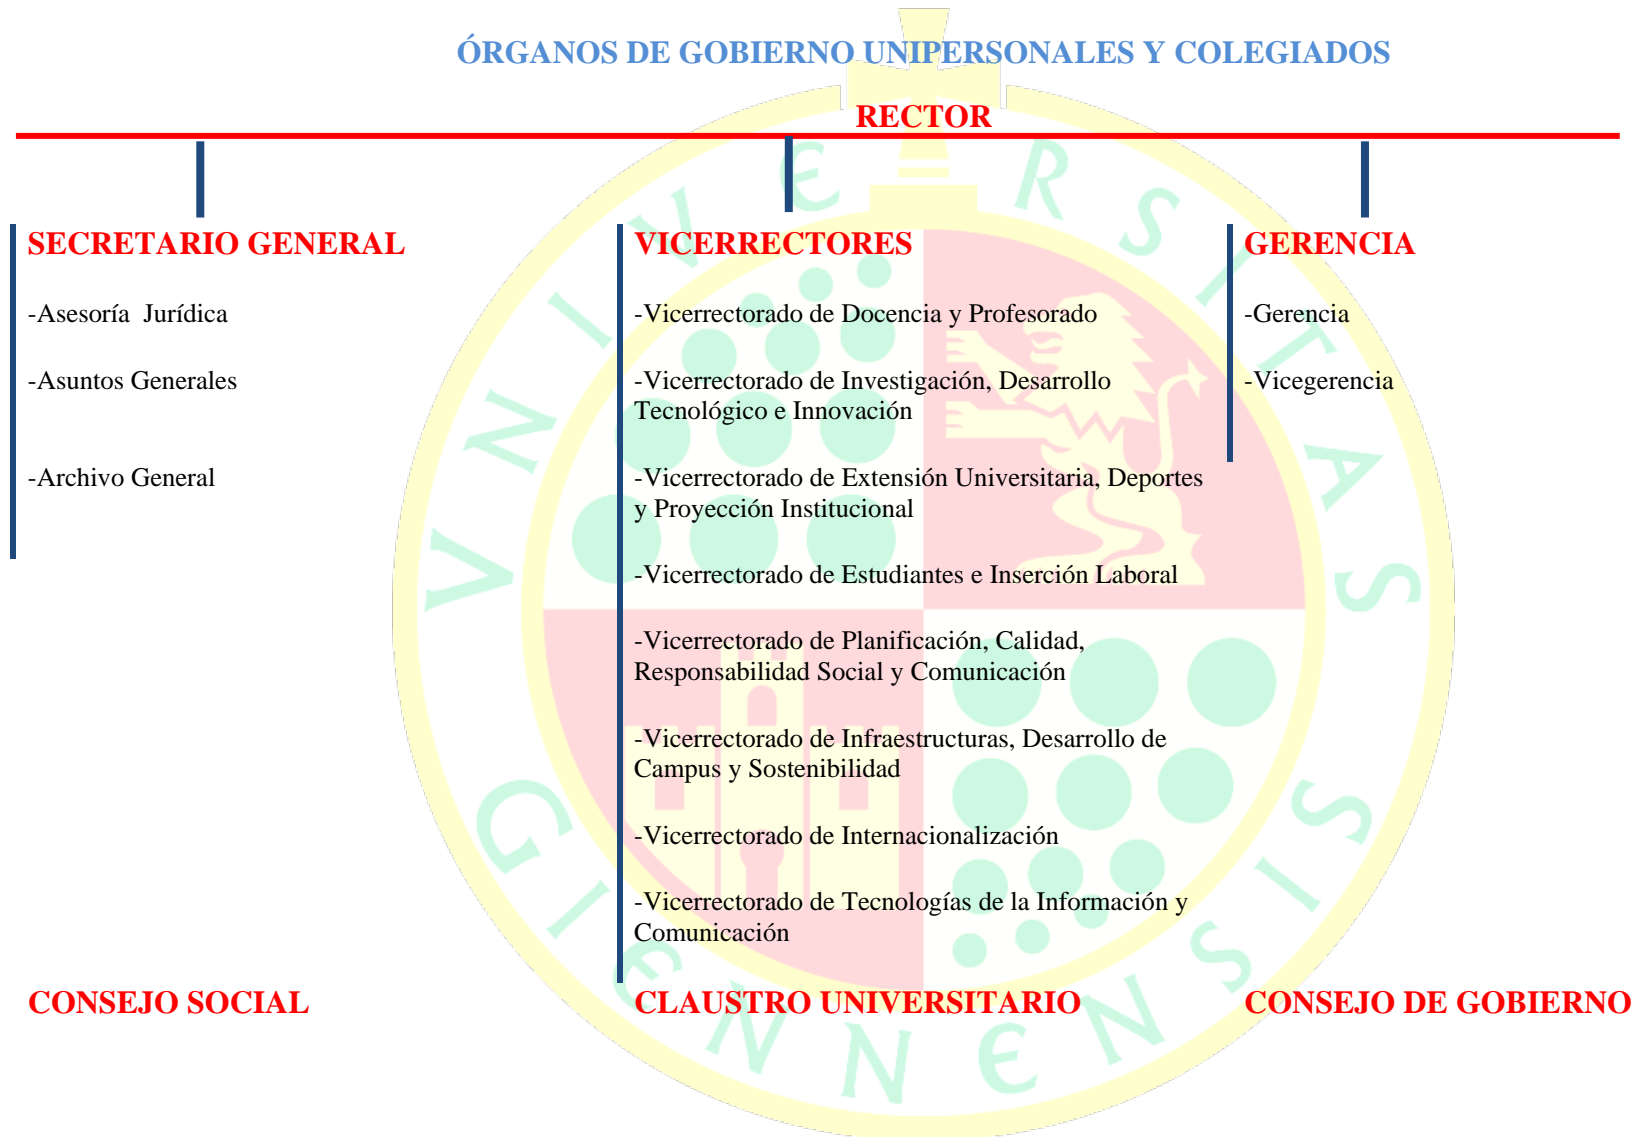 ÓRGANOS DE GOBIERNO UNIPERSONALES Y COLEGIADOS
RECTOR
SECRETARIO GENERAL
-Asesoría  Jurídica
-Asuntos Generales
-Archivo General
VICERRECTORES
-Vicerrectorado de Docencia y Profesorado
-Vicerrectorado de Investigación, Desarrollo
Tecnológico e Innovación
-Vicerrectorado de Extensión Universitaria, Deportes
y Proyección Institucional
-Vicerrectorado de Estudiantes e Inserción Laboral
-Vicerrectorado de Planificación, Calidad,
Responsabilidad Social y Comunicación
-Vicerrectorado de Infraestructuras, Desarrollo de
Campus y Sostenibilidad
-Vicerrectorado de Internacionalización
-Vicerrectorado de Tecnologías de la Información y
Comunicación
GERENCIA
-Gerencia
-Vicegerencia
CONSEJO SOCIAL
CLAUSTRO UNIVERSITARIO
CONSEJO DE GOBIERNO
VNIVERSITAS GIENNENSIS